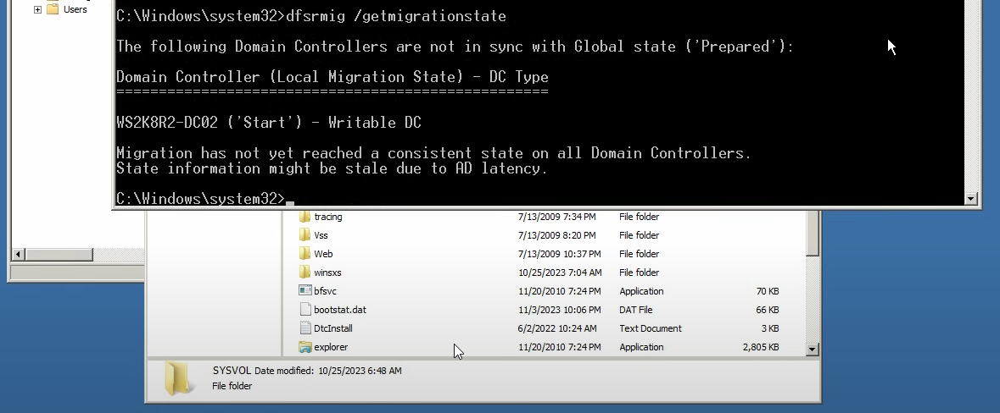 Users
C:\Windows\system32>dfsrmig /getmigrationstate
The following Domain Controllers are not in sync with Global state ('Prepared'):
Domain Controller (Local Migration State) - DC Type
===================================================
WS2K8R2-DC02 ('Start') - Writable DC
Migration has not yet reached a consistent state on all Domain Controllers.
State information might be stale due to AD latency.
C:\Windows\system32>
tracing 7/13/2009 7:34 PM File folder
Vss 7/13/2009 8:20 PM File folder
Web 7/13/2009 10:37 PM File folder
winsxs 10/25/2023 7:04 AM File folder
bfsvc 11/20/2010 7:24 PM Application 70 KB
bootstat.dat 11/3/2023 10:06 PM DAT File 66 KB
DtcInstall 6/2/2022 10:24 AM Text Document 3 KB
explorer 11/20/2010 7:24 PM Application 2,805 KB
SYSVOL Date modified: 10/25/2023 6:48 AM
File folder